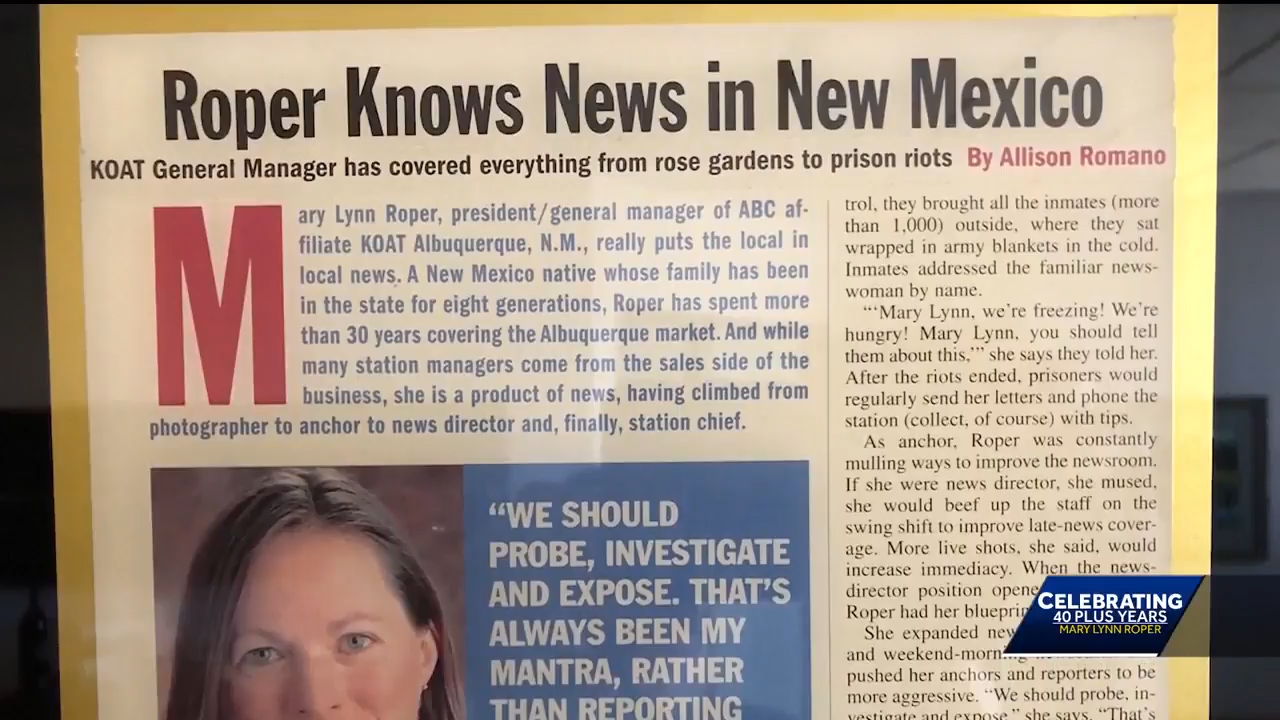 Roper Knows News in New Mexico
KOAT General Manager has covered everything from rose gardens to prison riots By Allison Romano
Mary Lynn Roper, president/general manager of ABC af-
filiate KOAT Albuquerque, N.M., really puts the local in
local news. A New Mexico native whose family has been
in the state for eight generations, Roper has spent more
than 30 years covering the Albuquerque market. And while
many station managers come from the sales side of the
business, she is a product of news, having climbed from
photographer to anchor to news director and, finally, station chief.
“WE SHOULD
PROBE, INVESTIGATE
AND EXPOSE. THAT’S
ALWAYS BEEN MY
MANTRA, RATHER
THAN REPORTING
trol, they brought all the inmates (more
than 1,000) outside, where they sat
wrapped in army blankets in the cold.
Inmates addressed the familiar news-
woman by name.
“‘Mary Lynn, we’re freezing! We’re
hungry! Mary Lynn, you should tell
them about this,’” she says they told her.
After the riots ended, prisoners would
regularly send her letters and phone the
station (collect, of course) with tips.
As anchor, Roper was constantly
mulling ways to improve the newsroom.
If she were news director, she mused,
she would beef up the staff on the
swing shift to improve late-news cover-
age. More live shots, she said, would
increase immediacy. When the news-
director position
Roper had her
She expanded
and
pushed her anchors and reporters to be
more aggressive. “We should probe, in-
vestigate and expose,” she says. “That’s
CELEBRATING
40 PLUS YEARS
MARY LYNN ROPER